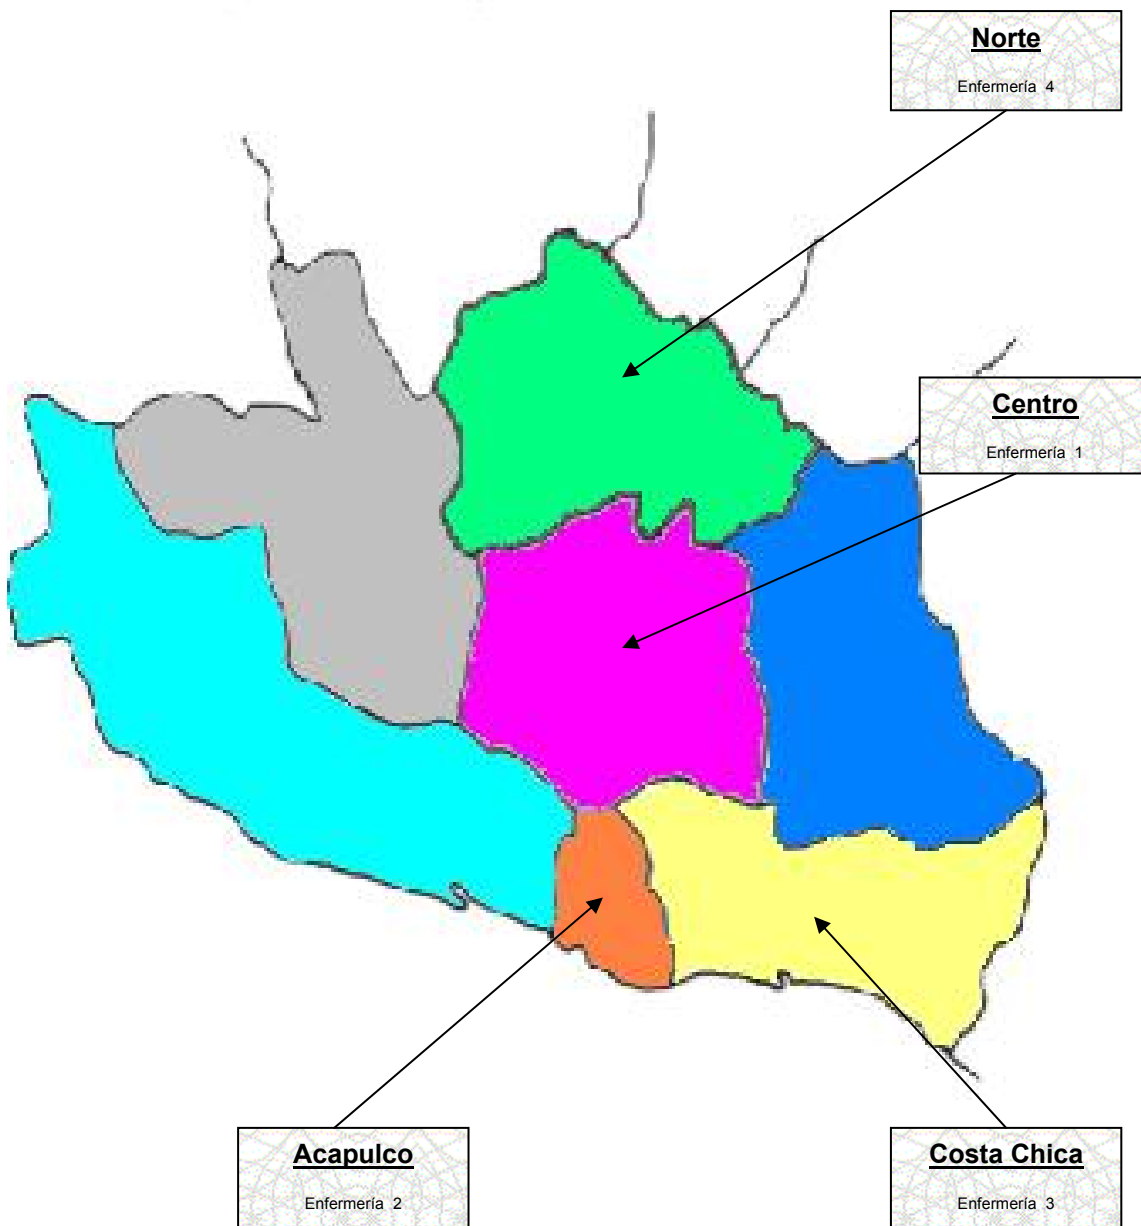 Norte
Enfermería 4
Centro
Enfermería 1
Acapulco
Enfermería 2
Costa Chica
Enfermería 3